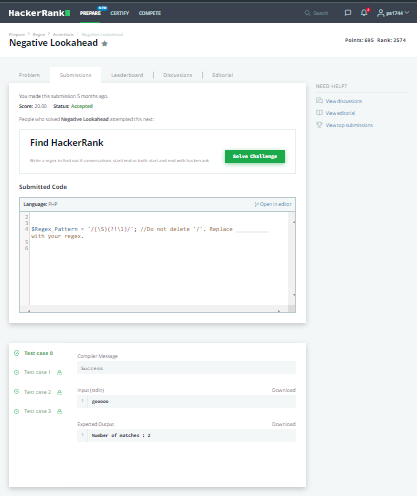 HackerRank
PREPARE
NEW
CERTIFY
COMPETE
Search
ps1744
Prepare > Regex > Assertions > Negative Lookahead
Negative Lookahead
Points: 695 Rank: 2574
Problem
Submissions
Leaderboard
Discussions
Editorial
You made this submission 5 months ago.
Score: 20.00 Status: Accepted
People who solved Negative Lookahead attempted this next:
Find HackerRank
Write a regex to find out if conversations start or end or both start and end with hackerrank
Solve Challenge
NEED HELP?
View discussions
View editorial
View top submissions
Submitted Code
Language: PHP
Open in editor
2
3
4 $Regex_Pattern = '/(\S)(?!\1)/'; //Do not delete '/'. Replace __________
with your regex.
5
6
Test case 0
Test case 1
Test case 2
Test case 3
Compiler Message
Success
Input (stdin)
Download
1 gooooo
Expected Output
Download
1 Number of matches : 2